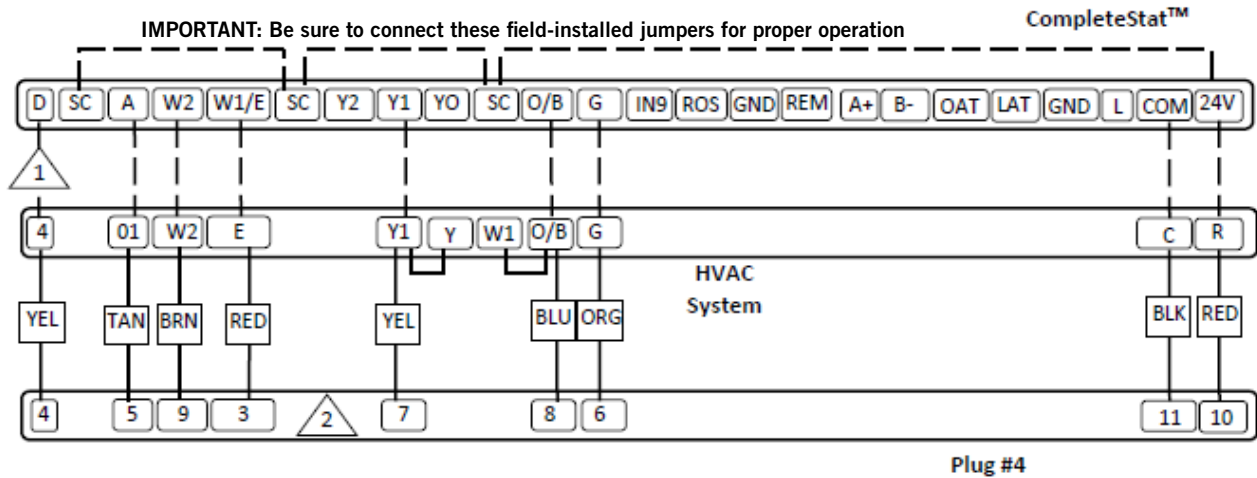 CompleteStat™
IMPORTANT: Be sure to connect these field-installed jumpers for proper operation
D SC A W2 W1/E SC Y2 Y1 YO SC O/B G IN9 ROS GND REM A+ B- OAT LAT GND L COM 24V
1
4 01 W2 E Y1 Y W1 O/B G C R
HVAC
System
YEL TAN BRN RED YEL BLU ORG BLK RED
4 5 9 3 2 7 8 6 11 10
Plug #4